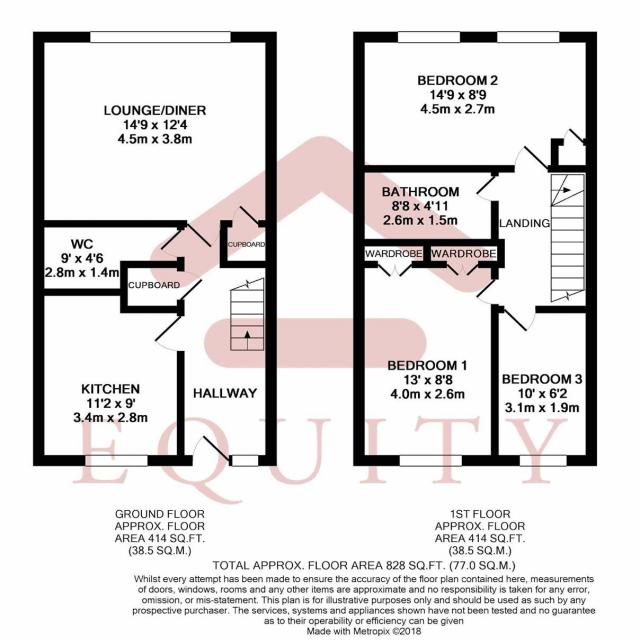 LOUNGE/DINER
14'9 x 12'4
4.5m x 3.8m
WC
9' x 4'6
2.8m x 1.4m
CUPBOARD
CUPBOARD
KITCHEN
11'2 x 9'
3.4m x 2.8m
HALLWAY
BEDROOM 2
14'9 x 8'9
4.5m x 2.7m
BATHROOM
8'8 x 4'11
2.6m x 1.5m
LANDING
WARDROBE
WARDROBE
BEDROOM 1
13' x 8'8
4.0m x 2.6m
BEDROOM 3
10' x 6'2
3.1m x 1.9m
EQUITY
GROUND FLOOR
APPROX. FLOOR
AREA 414 SQ.FT.
(38.5 SQ.M.)
1ST FLOOR
APPROX. FLOOR
AREA 414 SQ.FT.
(38.5 SQ.M.)
TOTAL APPROX. FLOOR AREA 828 SQ.FT. (77.0 SQ.M.)
Whilst every attempt has been made to ensure the accuracy of the floor plan contained here, measurements
of doors, windows, rooms and any other items are approximate and no responsibility is taken for any error,
omission, or mis-statement. This plan is for illustrative purposes only and should be used as such by any
prospective purchaser. The services, systems and appliances shown have not been tested and no guarantee
as to their operability or efficiency can be given
Made with Metropix ©2018